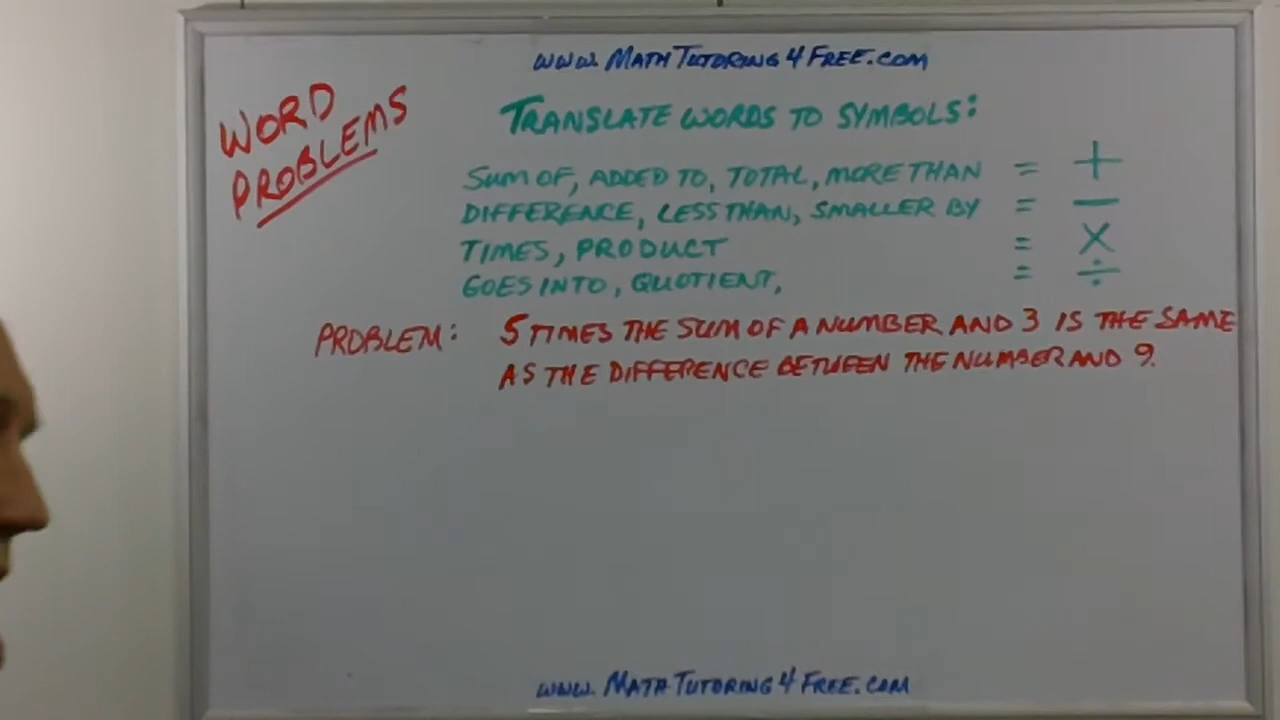 www.MathTutoring4Free.com
WORD
PROBLEMS
TRANSLATE WORDS TO SYMBOLS:
SUM OF, ADDED TO, TOTAL, MORE THAN = +
DIFFERENCE, LESS THAN, SMALLER BY = −
TIMES, PRODUCT = ×
GOES INTO, QUOTIENT, = ÷
PROBLEM: 5 TIMES THE SUM OF A NUMBER AND 3 IS THE SAME
AS THE DIFFERENCE BETWEEN THE NUMBER AND 9.
www.MathTutoring4Free.com